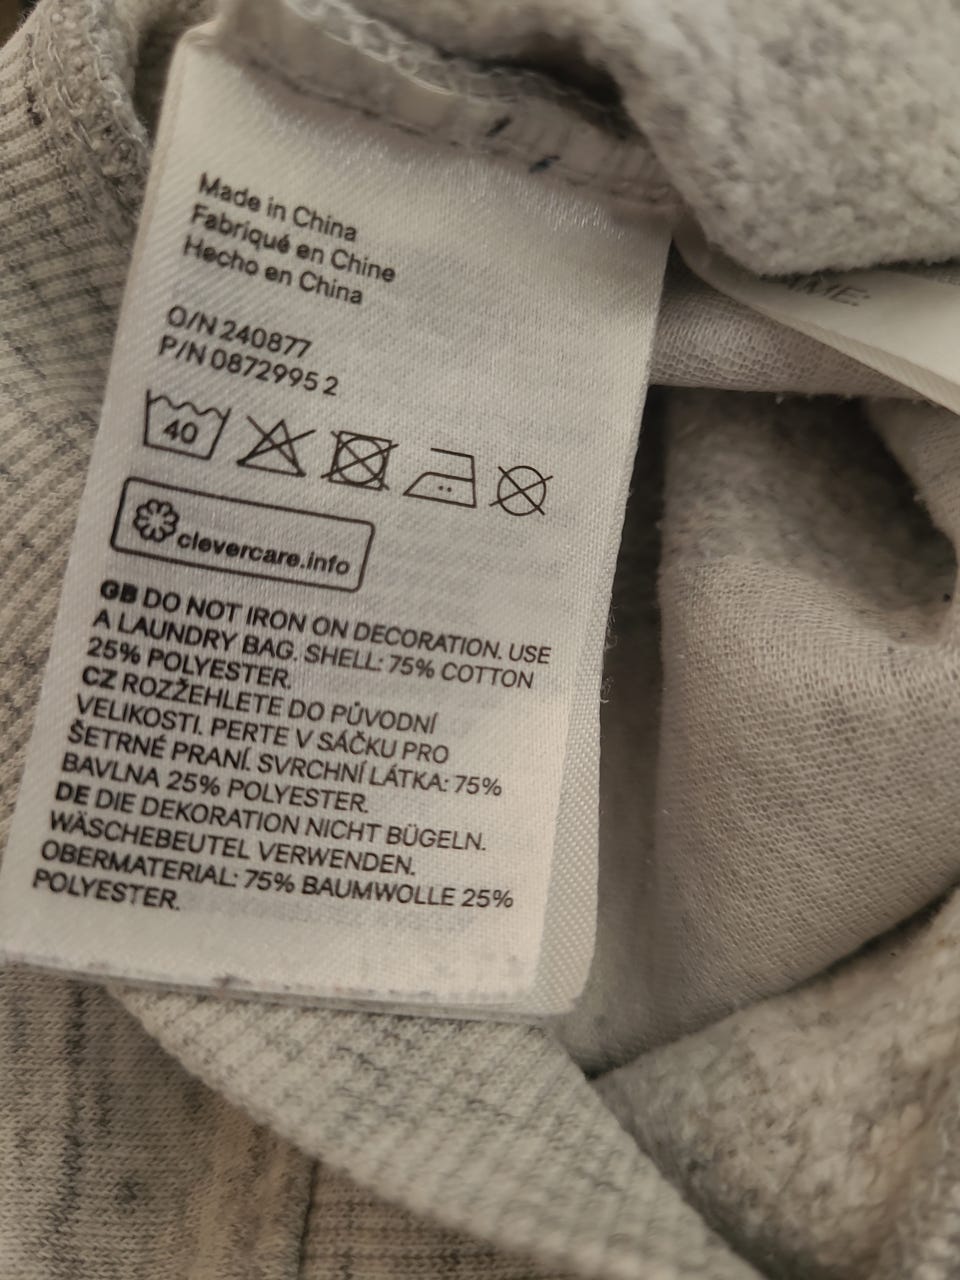 Made in China
Fabriqué en Chine
Hecho en China
O/N 240877
P/N 08729952
40
clevercare.info
GB DO NOT IRON ON DECORATION. USE
A LAUNDRY BAG. SHELL: 75% COTTON
25% POLYESTER.
CZ ROZŽEHLETE DO PŮVODNÍ
VELIKOSTI. PERTE V SÁČKU PRO
ŠETRNÉ PRANÍ. SVRCHNÍ LÁTKA: 75%
BAVLNA 25% POLYESTER.
DE DIE DEKORATION NICHT BÜGELN.
WÄSCHEBEUTEL VERWENDEN.
OBERMATERIAL: 75% BAUMWOLLE 25%
POLYESTER.